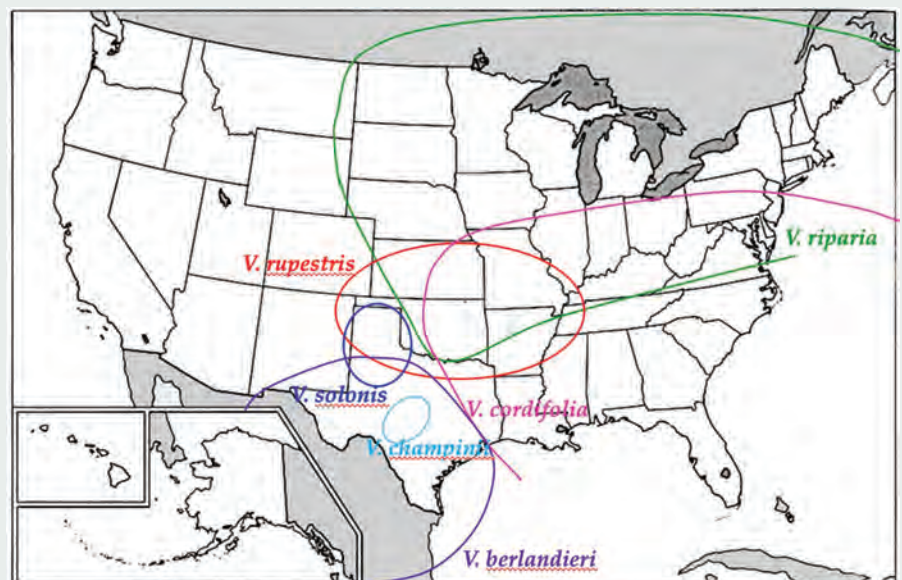 V. riparia
V. rupestris
V. solonis
V. cordifolia
V. champinii
V. berlandieri